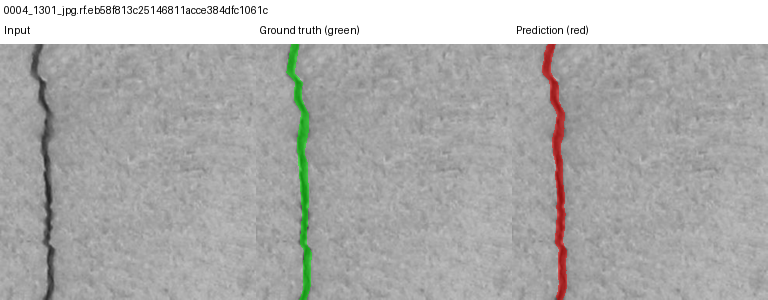 0004_1301_jpg.rf.eb58f813c25146811acce384dfc1061c
Input
Ground truth (green)
Prediction (red)